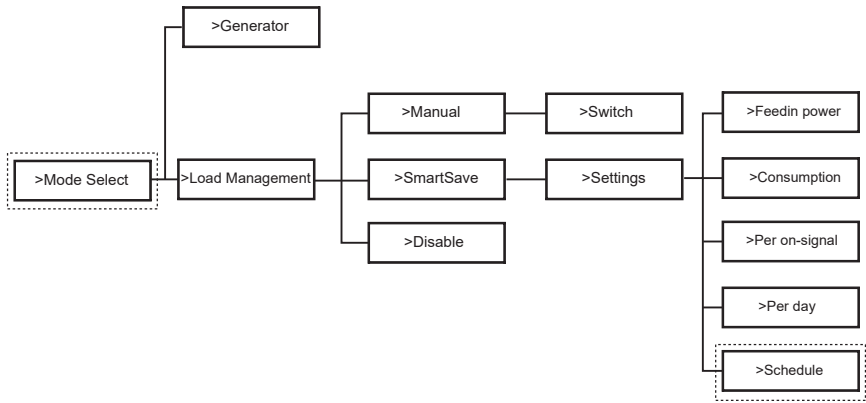 >Generator
>Manual
>Switch
>Feedin power
>Mode Select
>Load Management
>SmartSave
>Settings
>Consumption
>Disable
>Per on-signal
>Per day
>Schedule